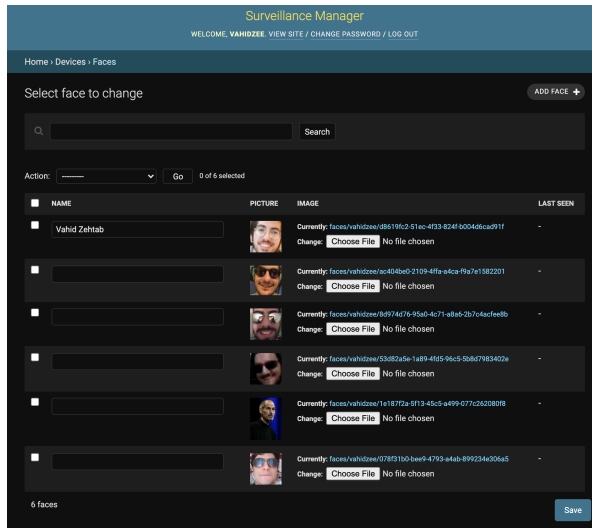 Surveillance Manager
WELCOME, VAHIDZEE. VIEW SITE / CHANGE PASSWORD / LOG OUT
Home › Devices › Faces
Select face to change
ADD FACE +
Search
Action: --------- Go 0 of 6 selected
NAME PICTURE IMAGE LAST SEEN
Vahid Zehtab
Currently: faces/vahidzee/d8619fc2-51ec-4f33-824f-b004d6cad91f
-
Change: Choose File No file chosen
Currently: faces/vahidzee/ac404be0-2109-4ffa-a4ca-f9a7e1582201
-
Change: Choose File No file chosen
Currently: faces/vahidzee/8d974d76-95a0-4c71-a8a6-2b7c4acfee8b
-
Change: Choose File No file chosen
Currently: faces/vahidzee/53d82a5e-1a89-4fd5-96c5-5b8d7983402e
-
Change: Choose File No file chosen
Currently: faces/vahidzee/1e187f2a-5f13-45c5-a499-077c262080f8
-
Change: Choose File No file chosen
Currently: faces/vahidzee/078f31b0-bee9-4793-a4ab-899234e306a5
-
Change: Choose File No file chosen
6 faces
Save